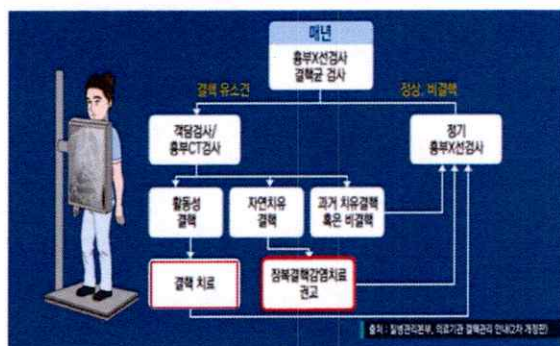 매년
흉부X선검사
결핵균 검사
결핵 유소견
정상, 비결핵
객담검사/
흉부CT검사
정기
흉부X선검사
활동성
결핵
자연치유
결핵
과거 치유결핵
혹은 비결핵
결핵 치료
잠복결핵감염치료
권고
출처 : 질병관리본부, 의료기관 결핵관리 안내(2차 개정판)